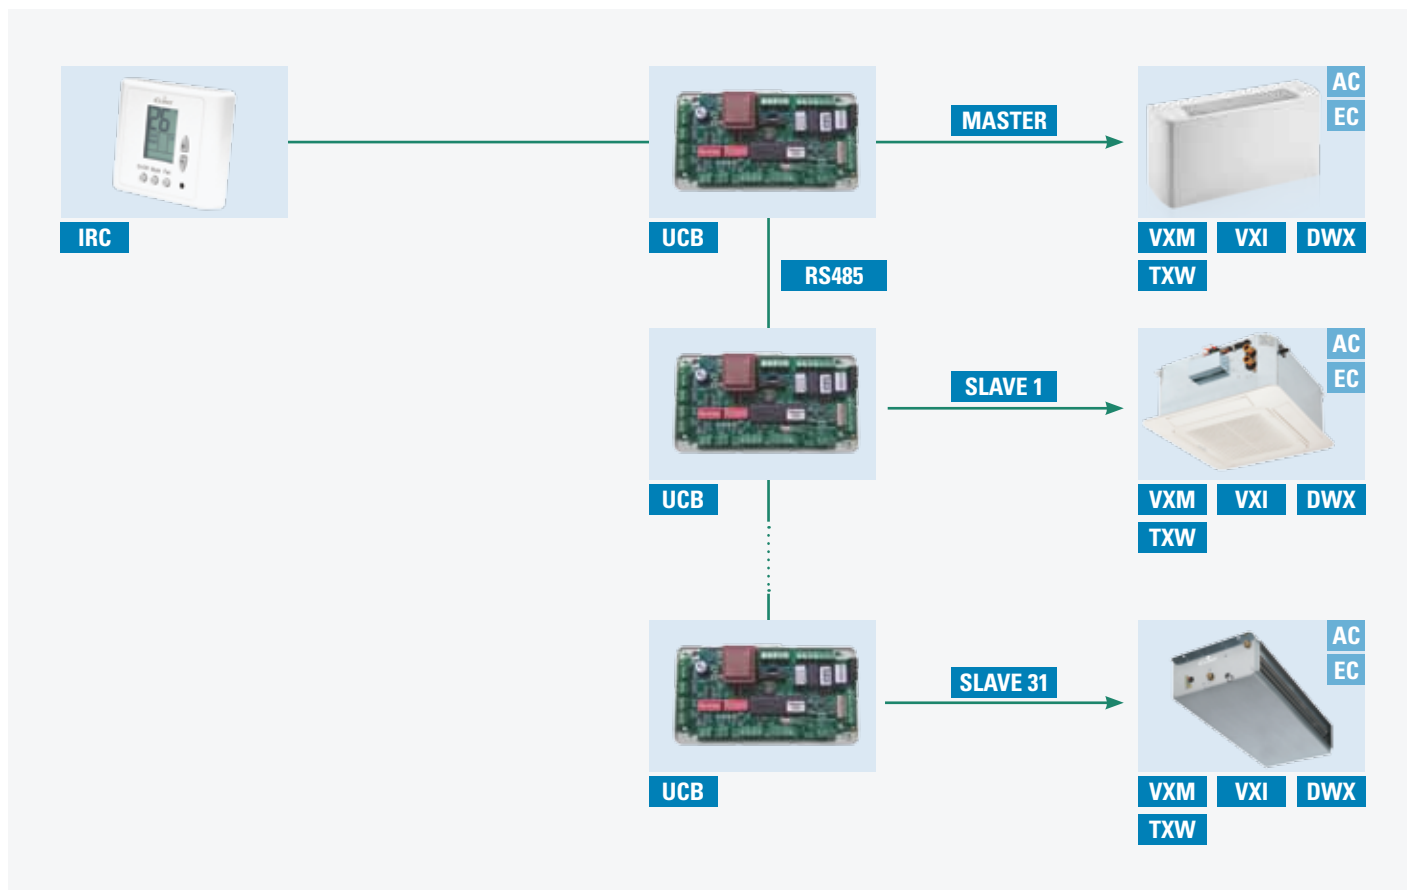 AC
EC
MASTER
IRC
UCB
VXM VXI DWX
TXW
RS485
AC
EC
SLAVE 1
UCB
VXM VXI DWX
TXW
AC
EC
SLAVE 31
UCB
VXM VXI DWX
TXW